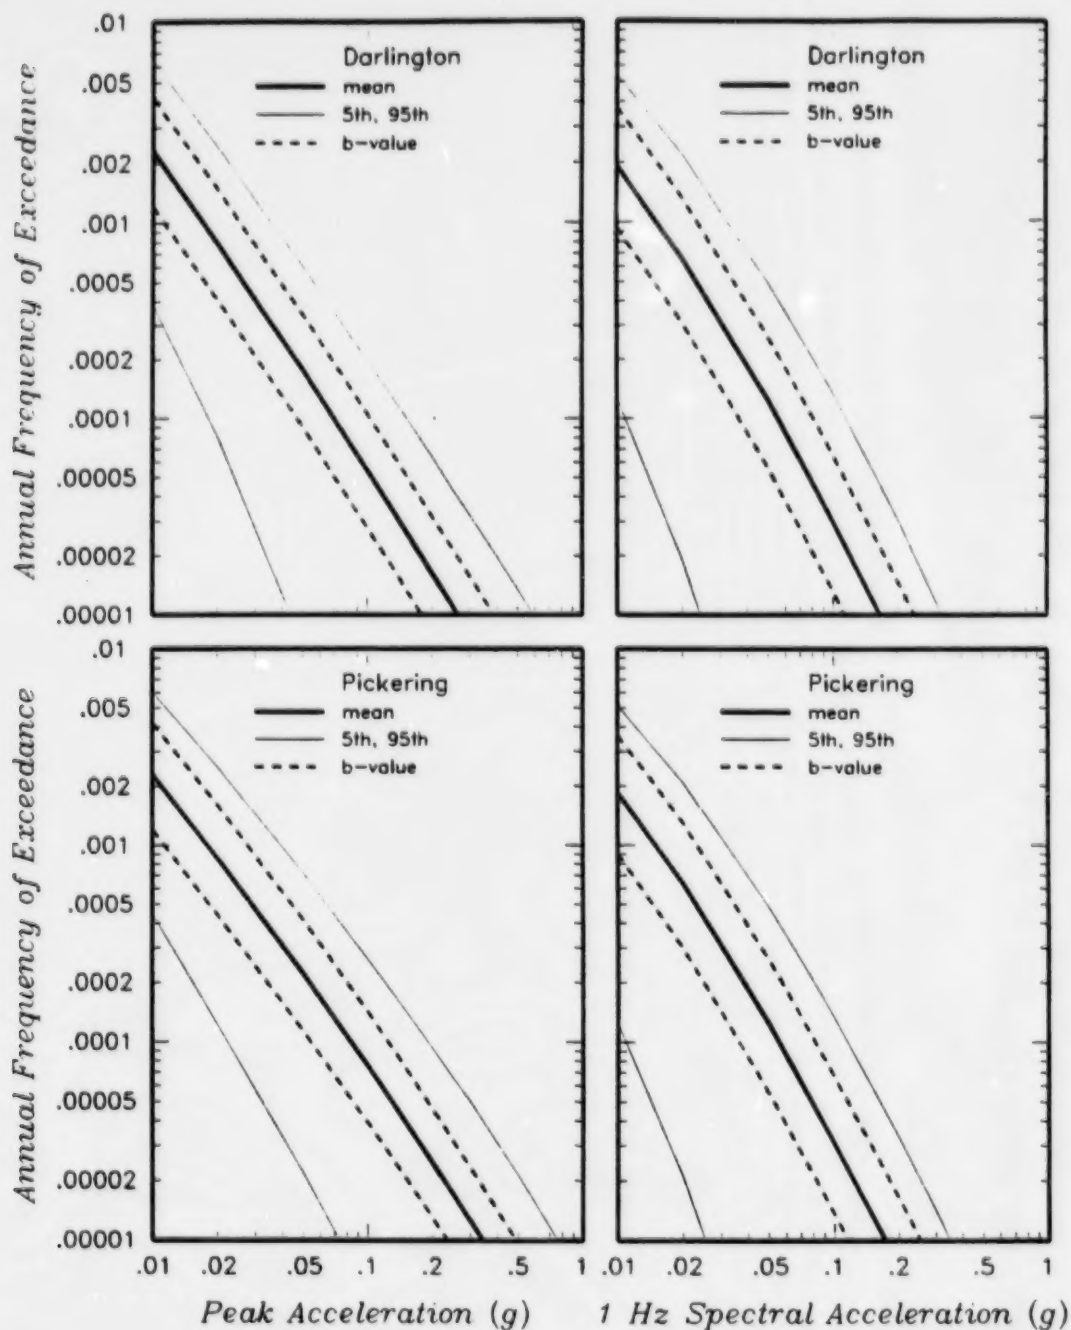 Annual Frequency of Exceedance
.01
.005
.002
.001
.0005
.0002
.0001
.00005
.00002
.00001
Darlington
mean
5th, 95th
b-value
Darlington
mean
5th, 95th
b-value
Annual Frequency of Exceedance
.01
.005
.002
.001
.0005
.0002
.0001
.00005
.00002
.00001
Pickering
mean
5th, 95th
b-value
Pickering
mean
5th, 95th
b-value
.01 .02 .05 .1 .2 .5 1
.01 .02 .05 .1 .2 .5 1
Peak Acceleration (g)
1 Hz Spectral Acceleration (g)